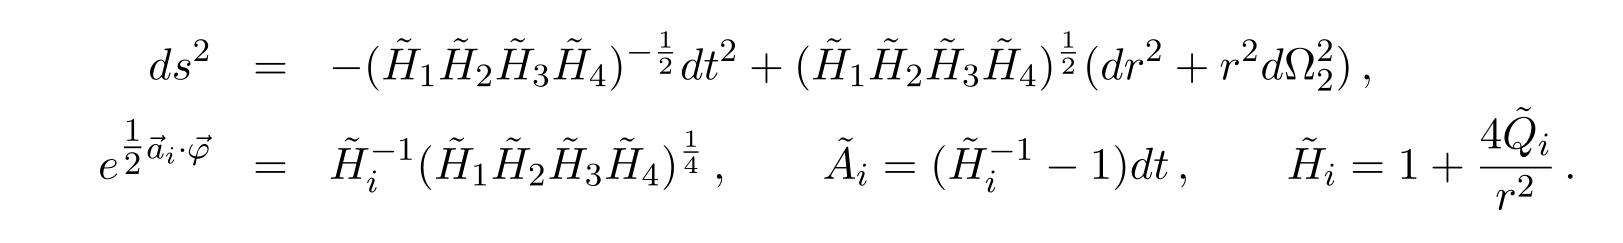 ds^2 = -(\tilde{H}_1\tilde{H}_2\tilde{H}_3\tilde{H}_4)^{-\frac{1}{2}}dt^2 + (\tilde{H}_1\tilde{H}_2\tilde{H}_3\tilde{H}_4)^{\frac{1}{2}}(dr^2 + r^2d\Omega_2^2)\,,
e^{\frac{1}{2}\vec{a}_i\cdot\vec{\varphi}} = \tilde{H}_i^{-1}(\tilde{H}_1\tilde{H}_2\tilde{H}_3\tilde{H}_4)^{\frac{1}{4}}\,, \qquad \tilde{A}_i = (\tilde{H}_i^{-1} - 1)dt\,, \qquad \tilde{H}_i = 1 + \frac{4\tilde{Q}_i}{r^2}\,.